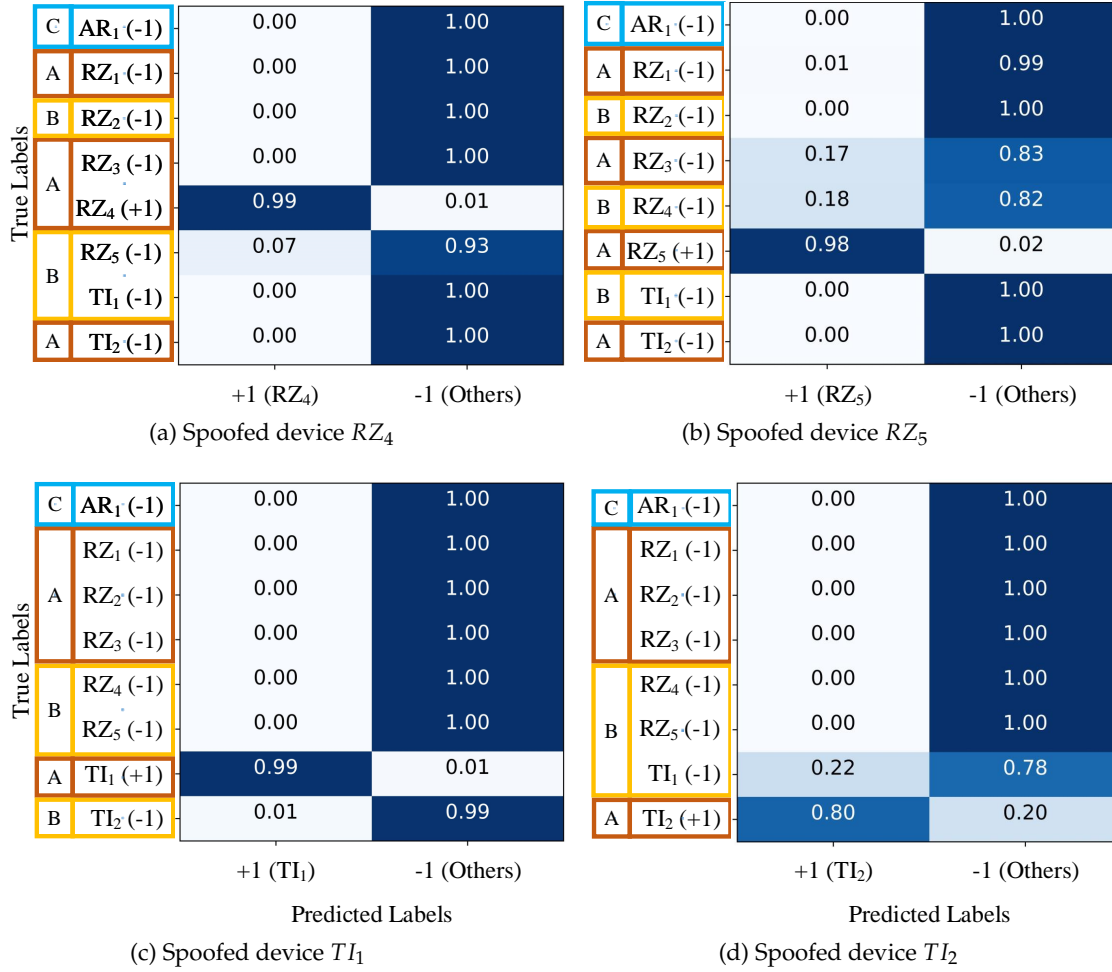 True Labels
C AR₁ (-1) 0.00 1.00
A RZ₁ (-1) 0.00 1.00
B RZ₂ (-1) 0.00 1.00
A
RZ₃ (-1) 0.00 1.00
RZ₄ (+1) 0.99 0.01
B
RZ₅ (-1) 0.07 0.93
TI₁ (-1) 0.00 1.00
A TI₂ (-1) 0.00 1.00
+1 (RZ₄) -1 (Others)
(a) Spoofed device RZ₄
C AR₁ (-1) 0.00 1.00
A RZ₁ (-1) 0.01 0.99
B RZ₂ (-1) 0.00 1.00
A RZ₃ (-1) 0.17 0.83
B RZ₄ (-1) 0.18 0.82
A RZ₅ (+1) 0.98 0.02
B TI₁ (-1) 0.00 1.00
A TI₂ (-1) 0.00 1.00
+1 (RZ₅) -1 (Others)
(b) Spoofed device RZ₅
True Labels
C AR₁ (-1) 0.00 1.00
A
RZ₁ (-1) 0.00 1.00
RZ₂ (-1) 0.00 1.00
RZ₃ (-1) 0.00 1.00
B
RZ₄ (-1) 0.00 1.00
RZ₅ (-1) 0.00 1.00
A TI₁ (+1) 0.99 0.01
B TI₂ (-1) 0.01 0.99
+1 (TI₁) -1 (Others)
Predicted Labels
(c) Spoofed device TI₁
C AR₁ (-1) 0.00 1.00
A
RZ₁ (-1) 0.00 1.00
RZ₂ (-1) 0.00 1.00
RZ₃ (-1) 0.00 1.00
B
RZ₄ (-1) 0.00 1.00
RZ₅ (-1) 0.00 1.00
TI₁ (-1) 0.22 0.78
A TI₂ (+1) 0.80 0.20
+1 (TI₂) -1 (Others)
Predicted Labels
(d) Spoofed device TI₂